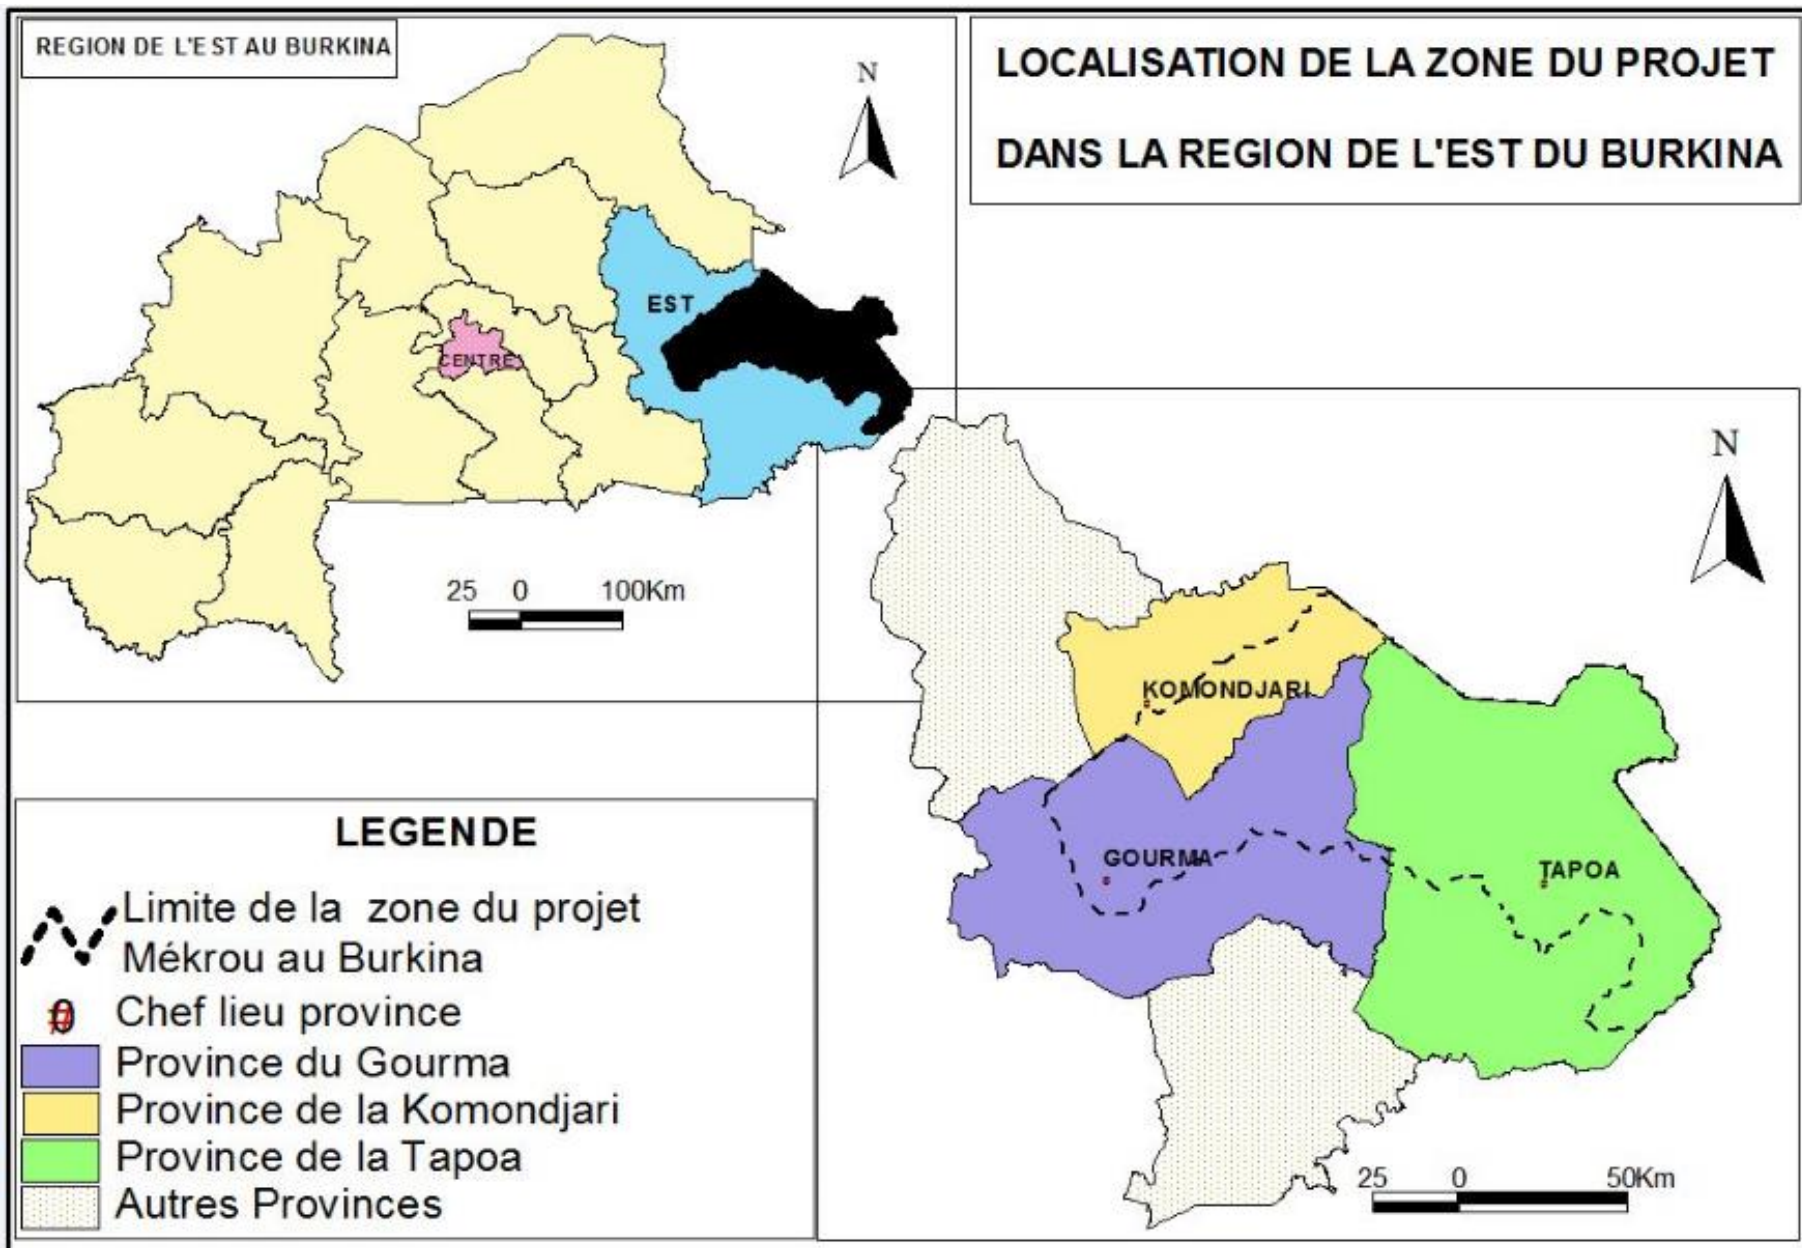 REGION DE L'EST AU BURKINA
N
LOCALISATION DE LA ZONE DU PROJET
DANS LA REGION DE L'EST DU BURKINA
EST
CENTRE
25 0 100Km
N
KOMONDJARI
GOURMA
TAPOA
25 0 50Km
LEGENDE
Limite de la zone du projet
Mékrou au Burkina
Chef lieu province
Province du Gourma
Province de la Komondjari
Province de la Tapoa
Autres Provinces